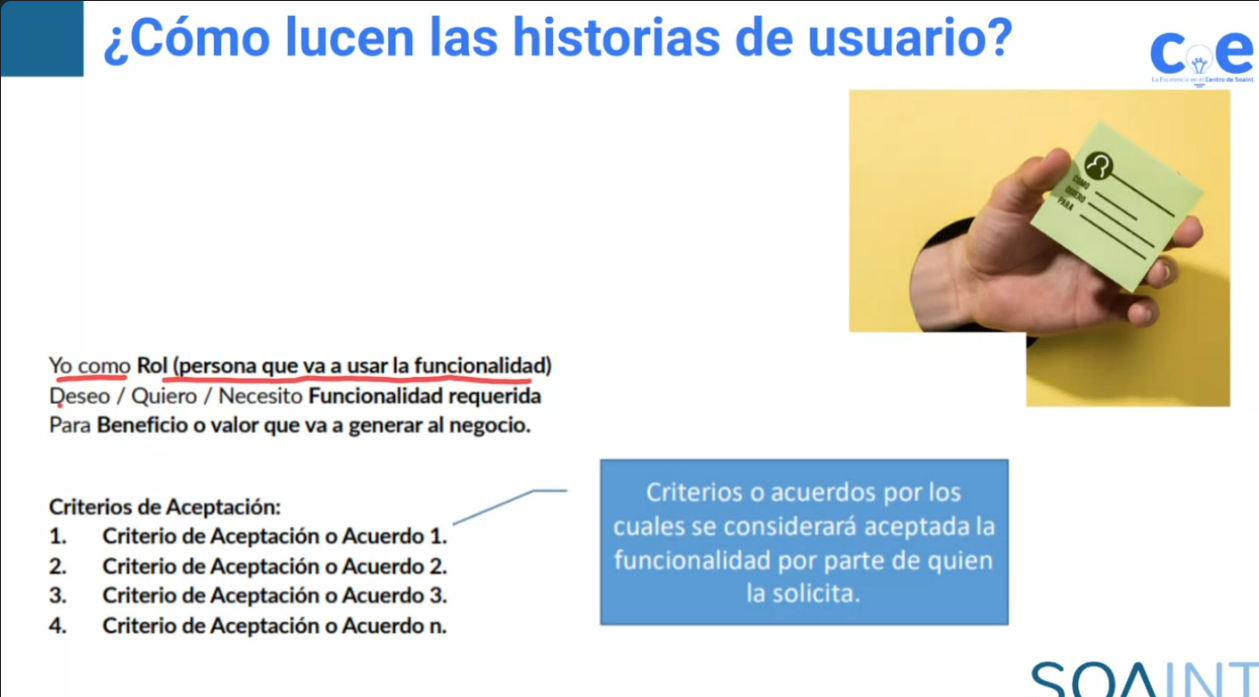 ¿Cómo lucen las historias de usuario?
c e
La Excelencia en el Centro de Soaint
COMO
QUIERO
PARA
Yo como Rol (persona que va a usar la funcionalidad)
Deseo / Quiero / Necesito Funcionalidad requerida
Para Beneficio o valor que va a generar al negocio.
Criterios de Aceptación:
1. Criterio de Aceptación o Acuerdo 1.
2. Criterio de Aceptación o Acuerdo 2.
3. Criterio de Aceptación o Acuerdo 3.
4. Criterio de Aceptación o Acuerdo n.
Criterios o acuerdos por los
cuales se considerará aceptada la
funcionalidad por parte de quien
la solicita.
SOAINT